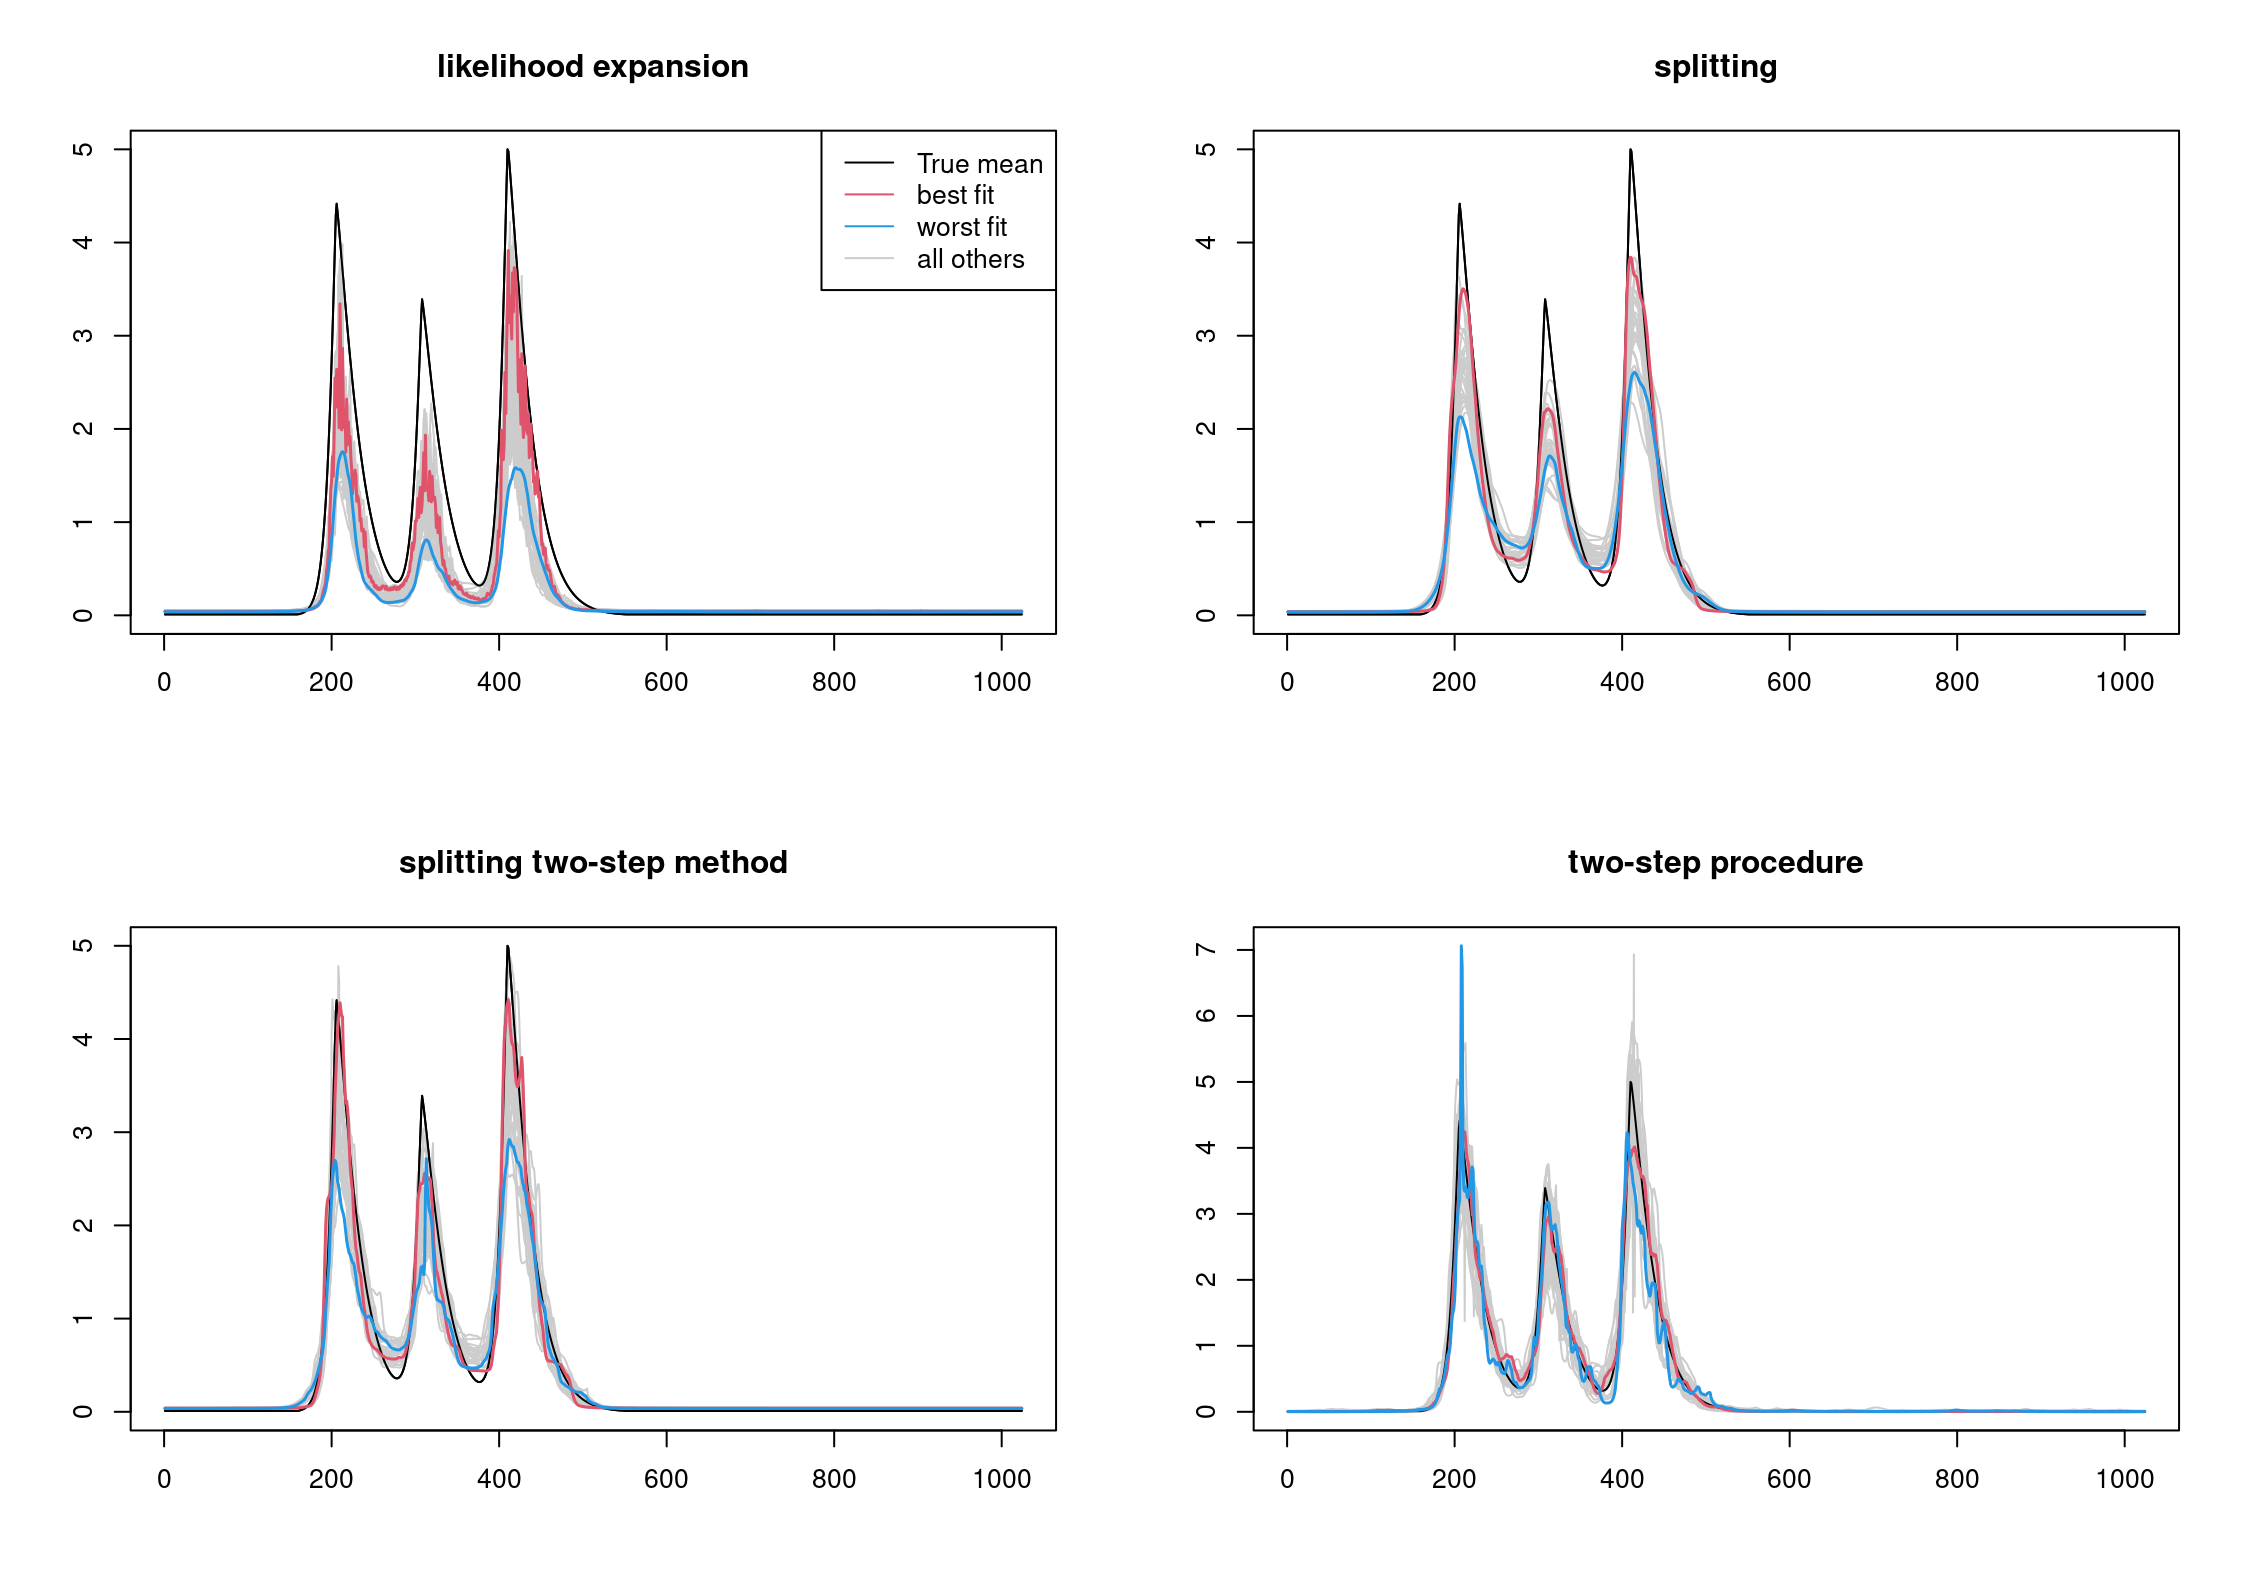 likelihood expansion
5
4
3
2
1
0
True mean
best fit
worst fit
all others
0 200 400 600 800 1000
splitting
5
4
3
2
1
0
0 200 400 600 800 1000
splitting two-step method
5
4
3
2
1
0
0 200 400 600 800 1000
two-step procedure
7
6
5
4
3
2
1
0
0 200 400 600 800 1000